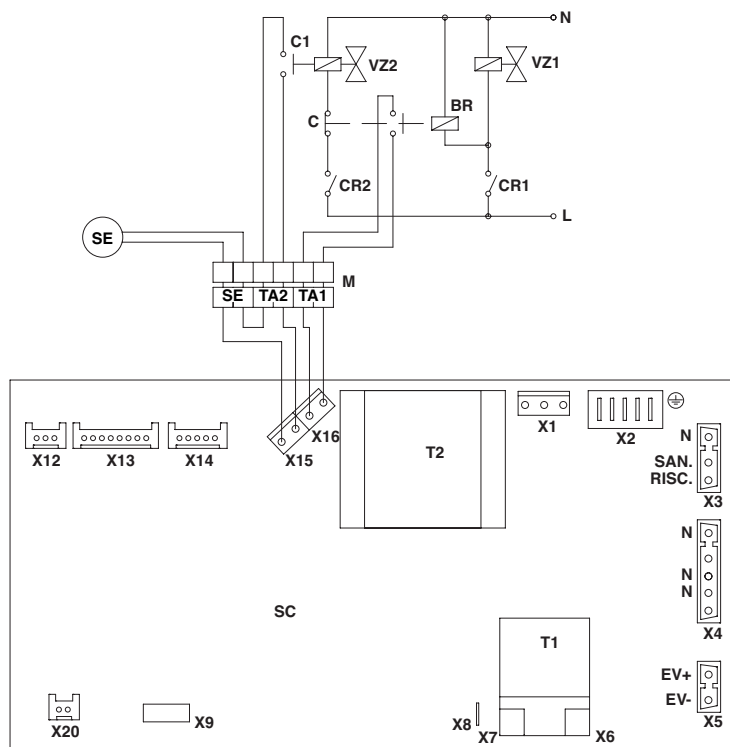 N
C1
VZ2
VZ1
BR
C
CR2
CR1
L
SE
M
SE TA2 TA1
X12
X13
X14
X15
X16
T2
X1
X2
N
SAN.
RISC.
X3
N
N
N
X4
SC
T1
EV+
EV-
X5
X20
X9
X8
X7
X6